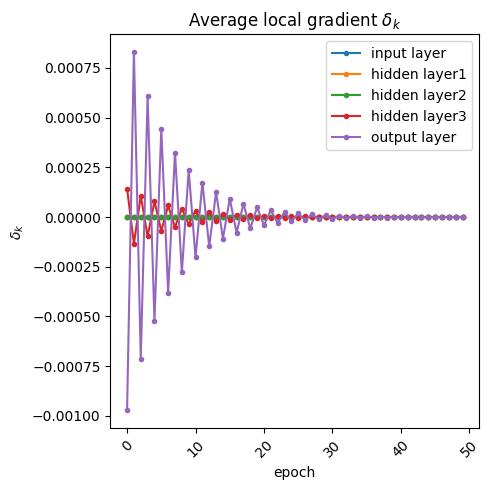 Average local gradient δₖ
input layer
hidden layer1
hidden layer2
hidden layer3
output layer
0.00075
0.00050
0.00025
0.00000
−0.00025
−0.00050
−0.00075
−0.00100
δₖ
0
10
20
30
40
50
epoch